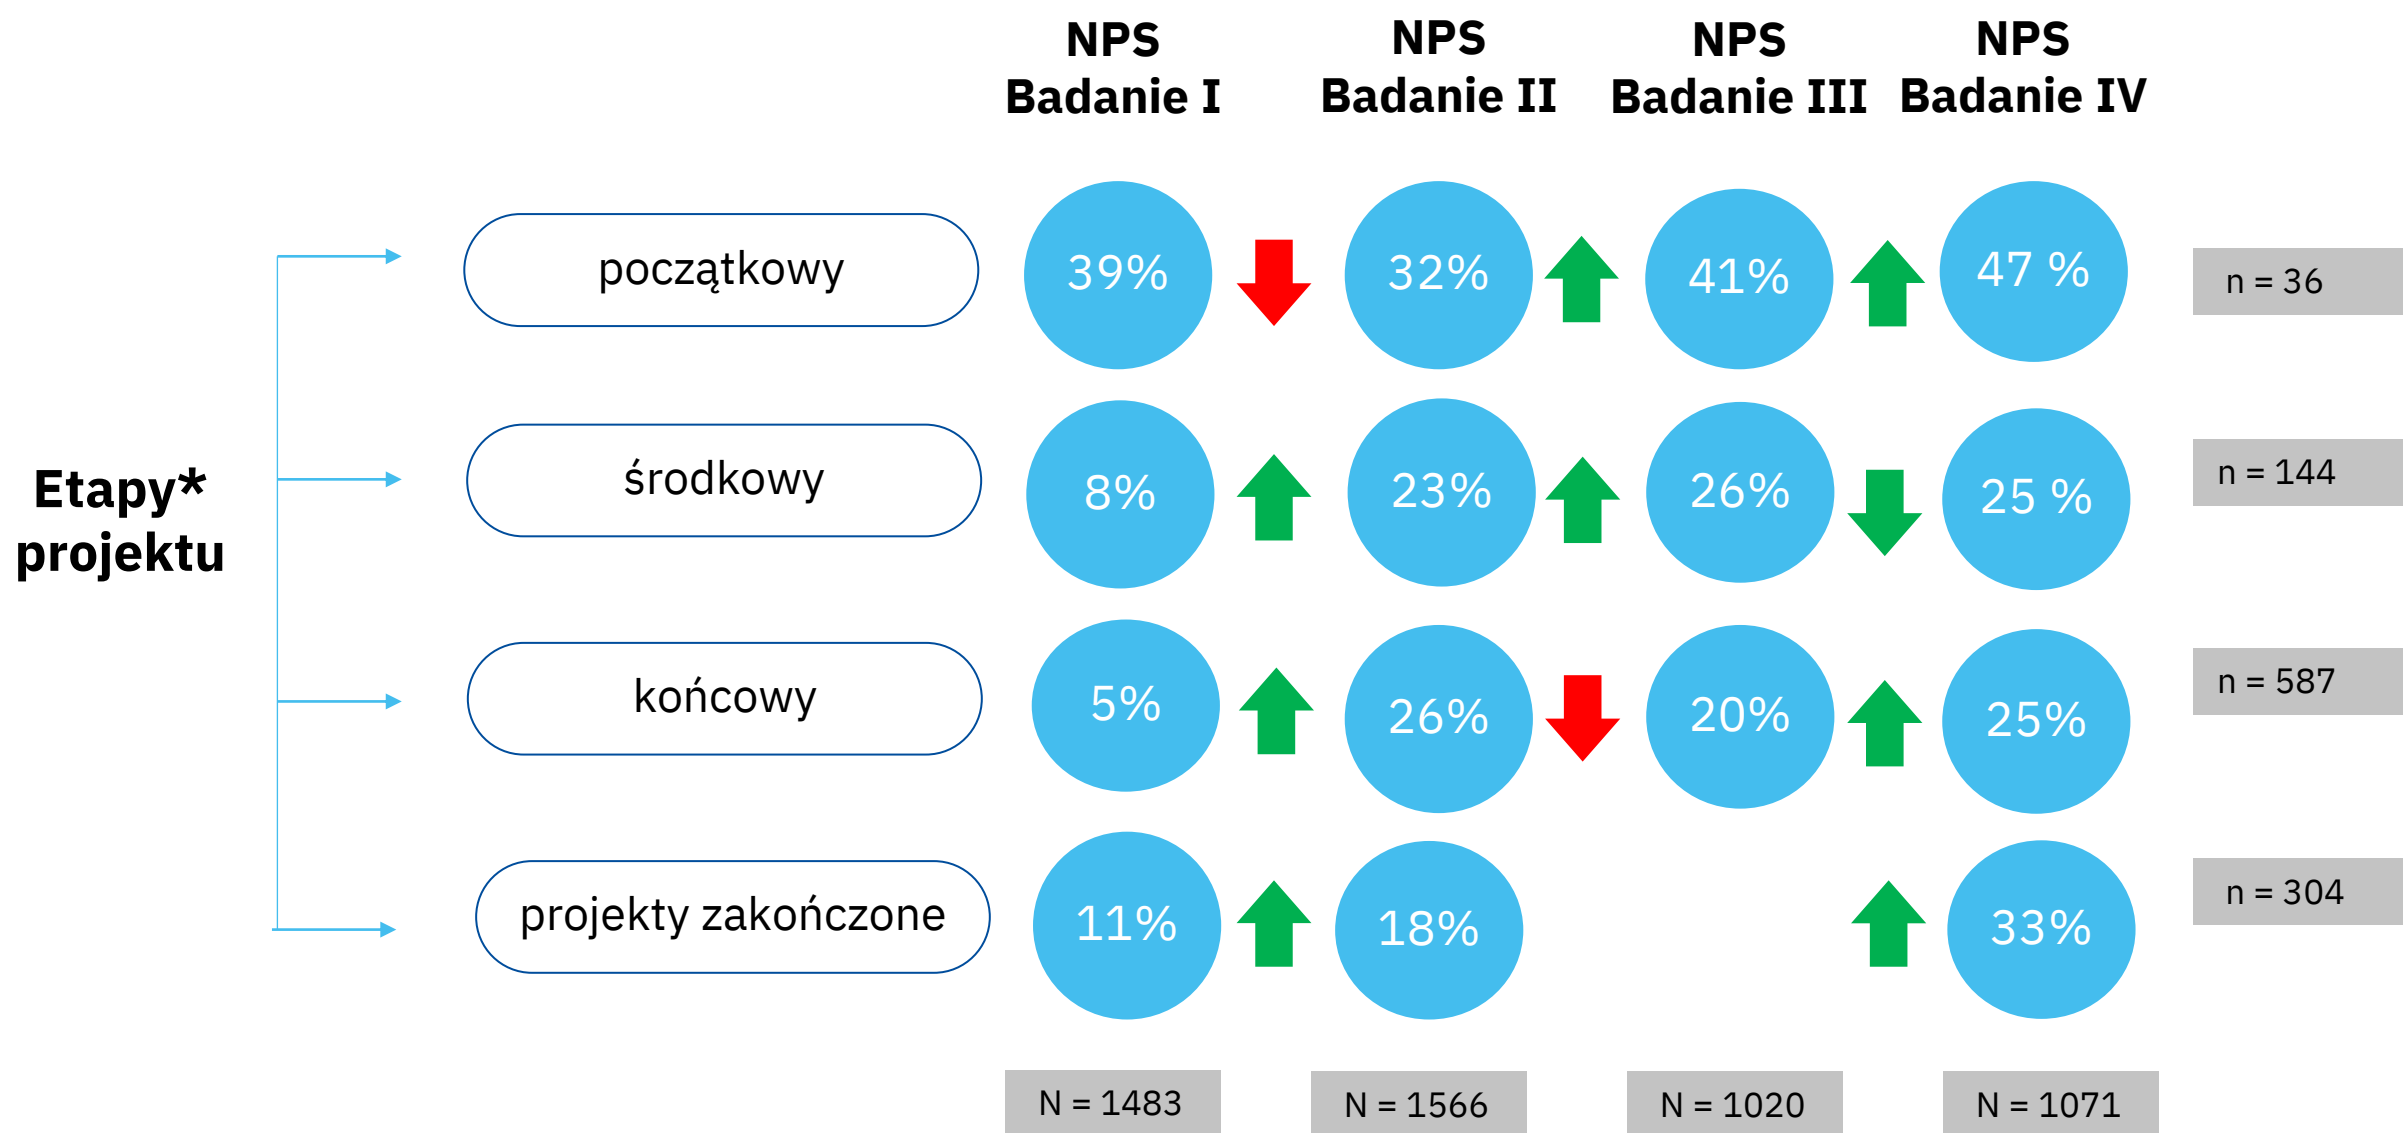 NPS
Badanie I
NPS
Badanie II
NPS
Badanie III
NPS
Badanie IV
Etapy*
projektu
początkowy
39%
32%
41%
47 %
n = 36
środkowy
8%
23%
26%
25 %
n = 144
końcowy
5%
26%
20%
25%
n = 587
projekty zakończone
11%
18%
33%
n = 304
N = 1483
N = 1566
N = 1020
N = 1071